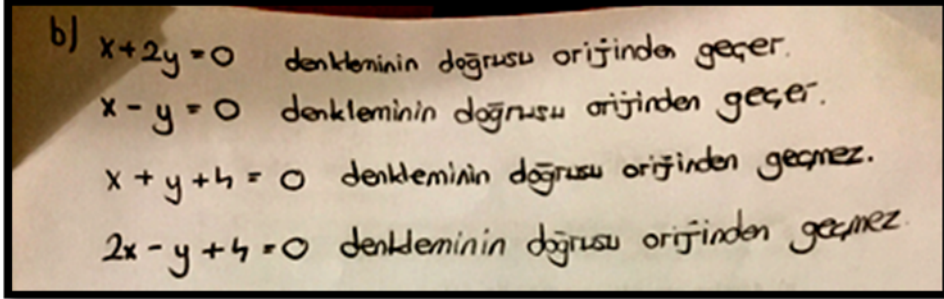 b) x+2y=0 denkleminin doğrusu orijinden geçer.
x-y=0 denkleminin doğrusu orijinden geçer.
x+y+4=0 denkleminin doğrusu orijinden geçmez.
2x-y+4=0 denkleminin doğrusu orijinden geçmez.